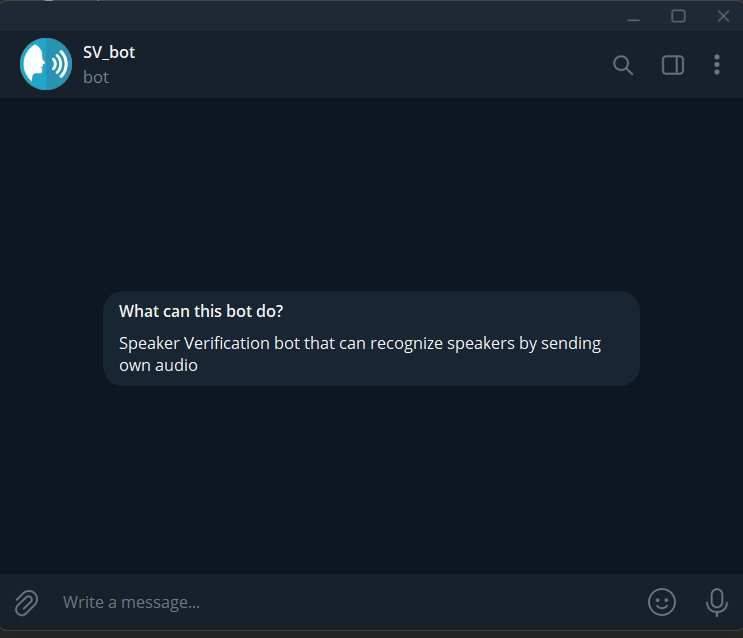 SV_bot
bot
What can this bot do?
Speaker Verification bot that can recognize speakers by sending
own audio
Write a message...